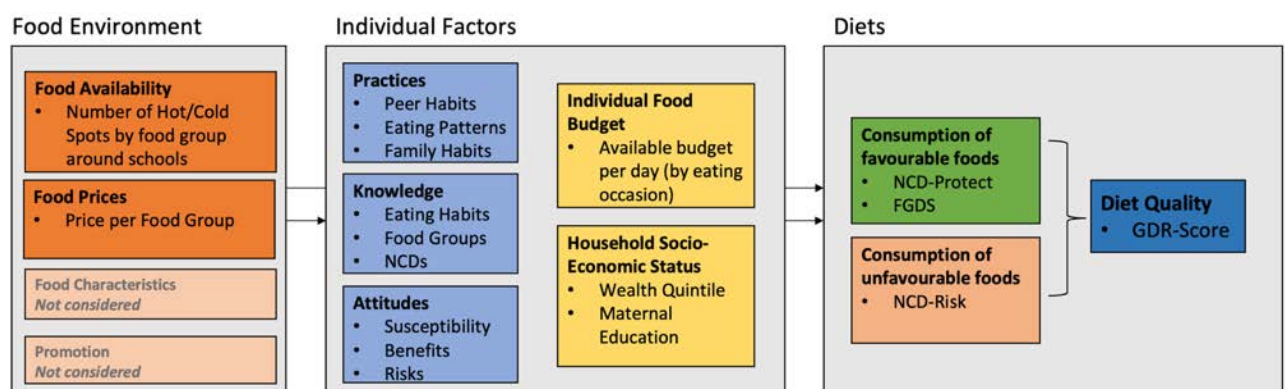 Food Environment
Food Availability
• Number of Hot/Cold
Spots by food group
around schools
Food Prices
• Price per Food Group
Food Characteristics
Not considered
Promotion
Not considered
Individual Factors
Practices
• Peer Habits
• Eating Patterns
• Family Habits
Knowledge
• Eating Habits
• Food Groups
• NCDs
Attitudes
• Susceptibility
• Benefits
• Risks
Individual Food
Budget
• Available budget
per day (by eating
occasion)
Household Socio-
Economic Status
• Wealth Quintile
• Maternal
Education
Diets
Consumption of
favourable foods
• NCD-Protect
• FGDS
Consumption of
unfavourable foods
• NCD-Risk
Diet Quality
• GDR-Score